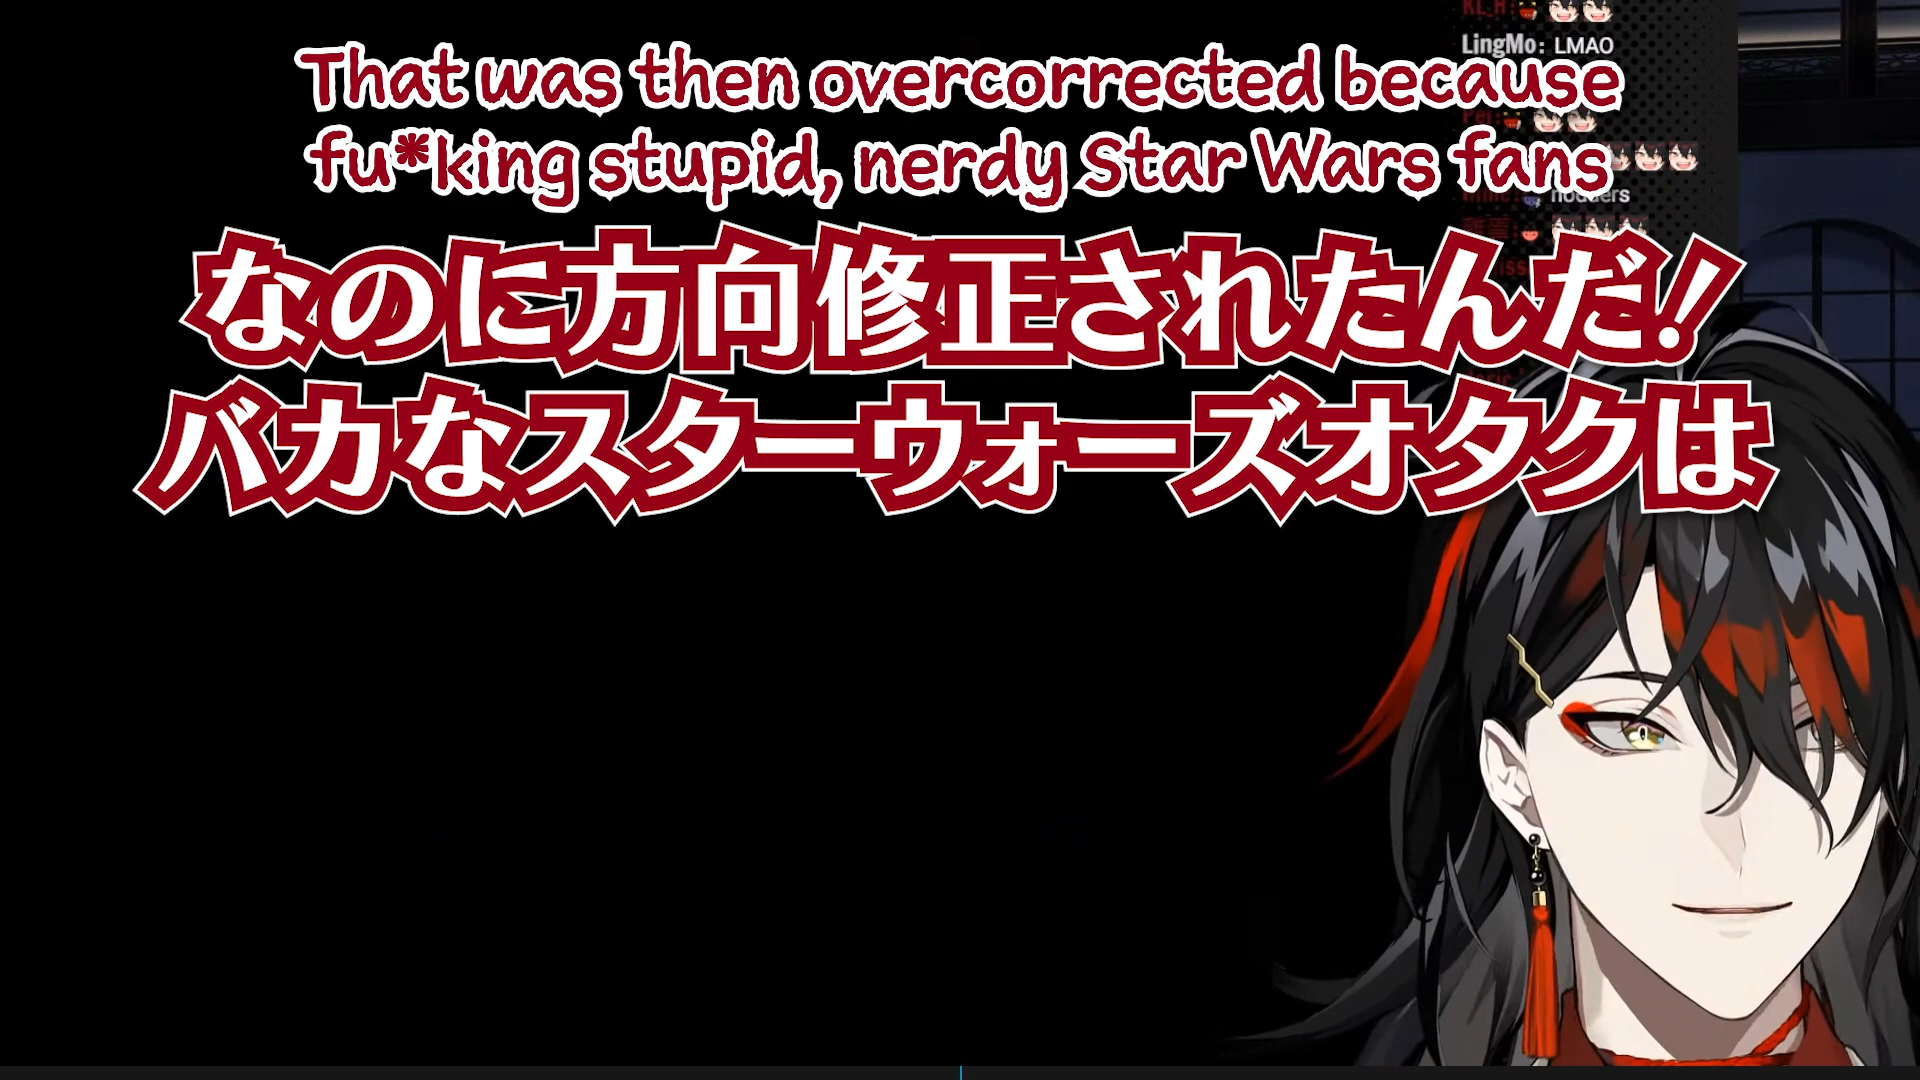 LingMo: LMAO
That was then overcorrected because
fu*king stupid, nerdy Star Wars fans
nodders
なのに方向修正されたんだ!
バカなスターウォーズオタクは